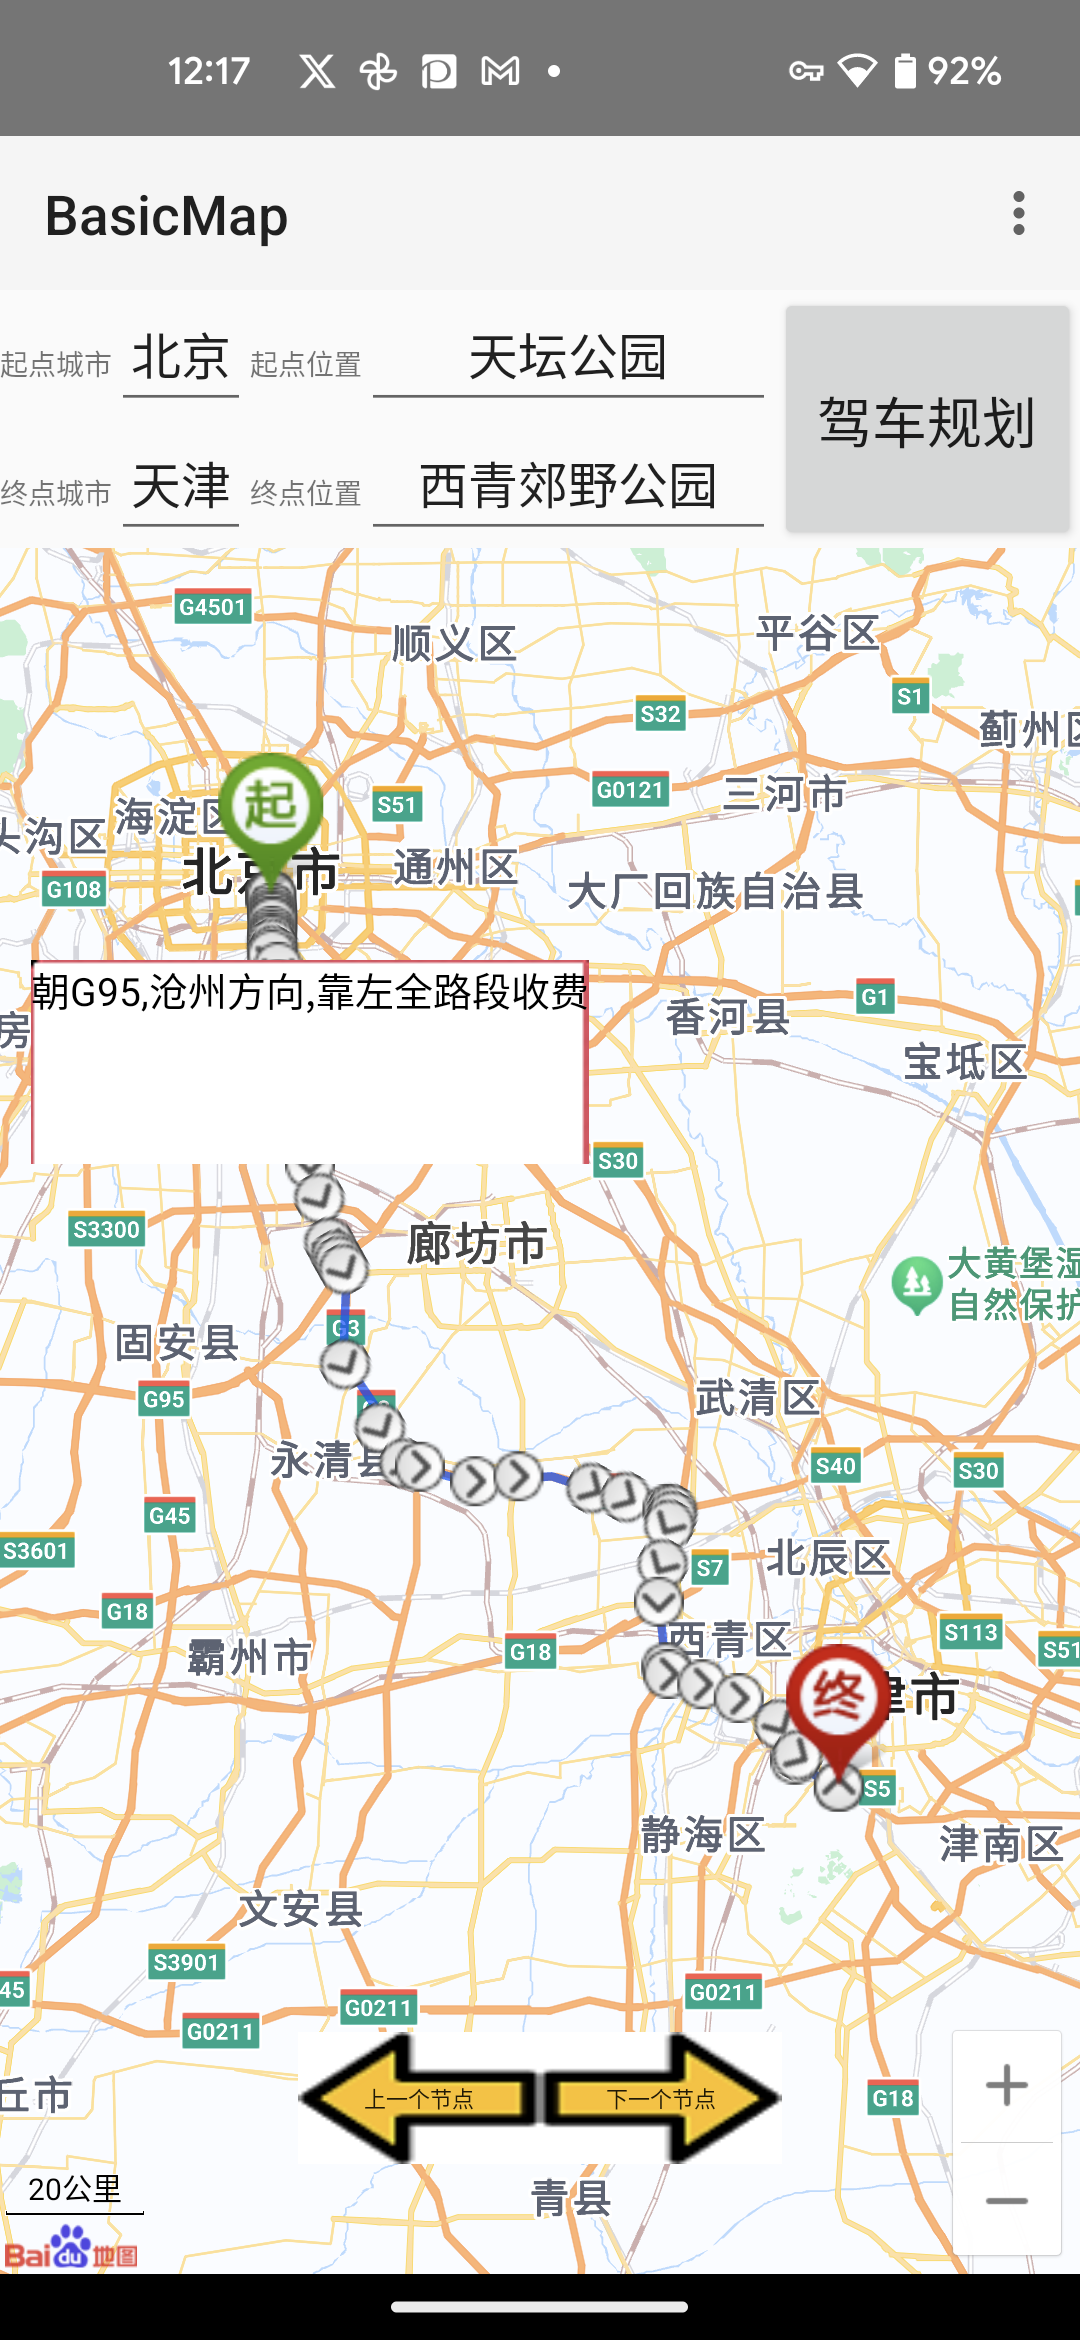 12:17
92%
BasicMap
起点城市 北京 起点位置 天坛公园
驾车规划
终点城市 天津 终点位置 西青郊野公园
G4501
顺义区
平谷区
S1
S32
蓟州区
G0121
三河市
S51
海淀区
起
头沟区
北京市
通州区
G108
大厂回族自治县
朝G95,沧州方向,靠左全路段收费
G1
香河县
房
宝坻区
S30
S3300
廊坊市
大黄堡湿
自然保护
G3
固安县
G95
武清区
永清县
S40
S30
G45
S3601
北辰区
S7
G18
S113
西青区
S51
G18
霸州市
终
津市
S5
静海区
津南区
文安县
S3901
45
G0211
G0211
G0211
上一个节点
下一个节点
丘市
G18
20公里
青县
Bai du 地图